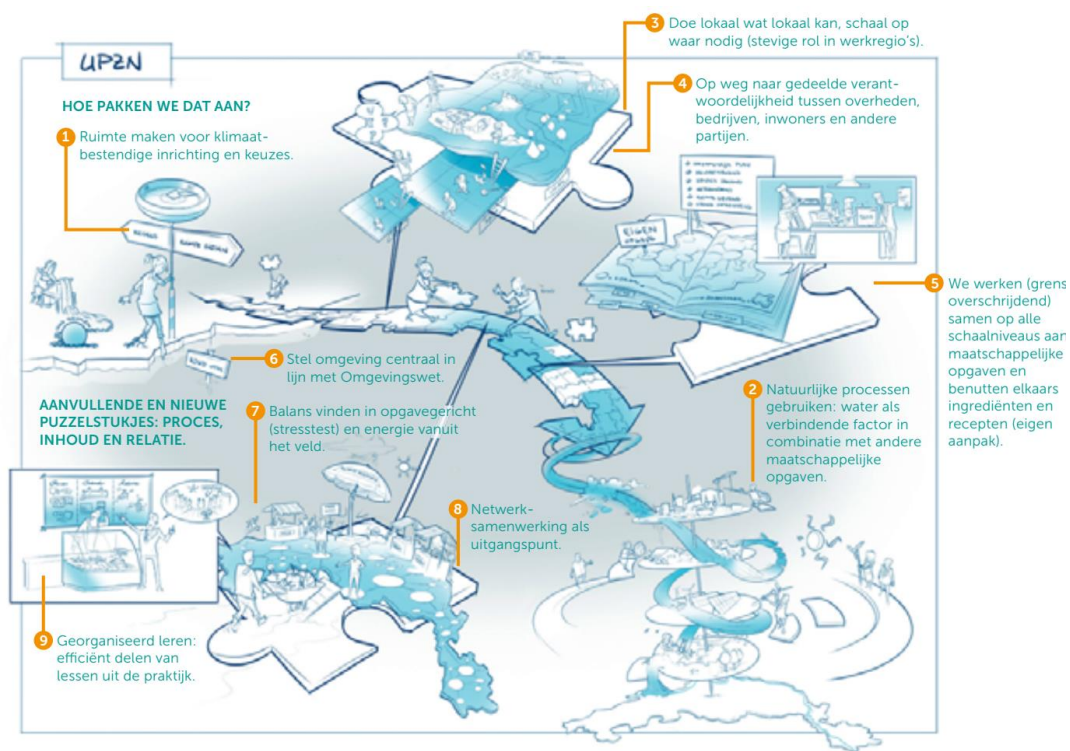 UPZN
HOE PAKKEN WE DAT AAN?
1 Ruimte maken voor klimaat-
bestendige inrichting en keuzes.
3 Doe lokaal wat lokaal kan, schaal op
waar nodig (stevige rol in werkregio's).
4 Op weg naar gedeelde verant-
woordelijkheid tussen overheden,
bedrijven, inwoners en andere
partijen.
EIGEN
5 We werken (grens
overschrijdend)
samen op alle
schaalniveaus aan
maatschappelijke
opgaven en
benutten elkaars
ingrediënten en
recepten (eigen
aanpak).
6 Stel omgeving centraal in
lijn met Omgevingswet.
AANVULLENDE EN NIEUWE
PUZZELSTUKJES: PROCES,
INHOUD EN RELATIE.
7 Balans vinden in opgavegericht
(stresstest) en energie vanuit
het veld.
2 Natuurlijke processen
gebruiken: water als
verbindende factor in
combinatie met andere
maatschappelijke
opgaven.
8 Netwerk-
samenwerking als
uitgangspunt.
9 Georganiseerd leren:
efficiënt delen van
lessen uit de praktijk.